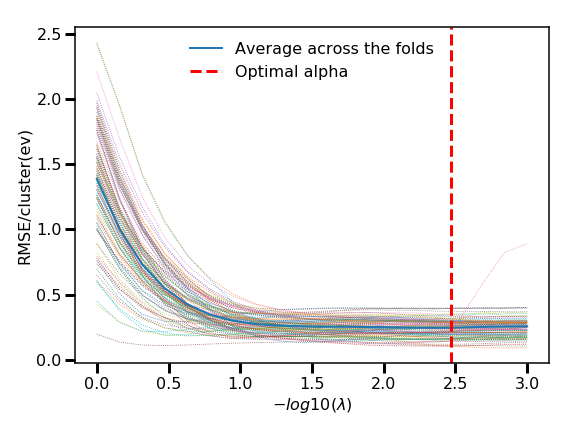 2.5
2.0
1.5
1.0
0.5
0.0
RMSE/cluster(ev)
Average across the folds
Optimal alpha
0.0 0.5 1.0 1.5 2.0 2.5 3.0
−log10(λ)